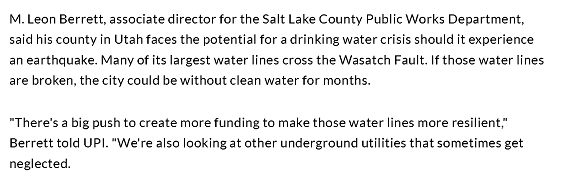 M. Leon Berrett, associate director for the Salt Lake County Public Works Department,
said his county in Utah faces the potential for a drinking water crisis should it experience
an earthquake. Many of its largest water lines cross the Wasatch Fault. If those water lines
are broken, the city could be without clean water for months.

"There's a big push to create more funding to make those water lines more resilient,"
Berrett told UPI. "We're also looking at other underground utilities that sometimes get
neglected.